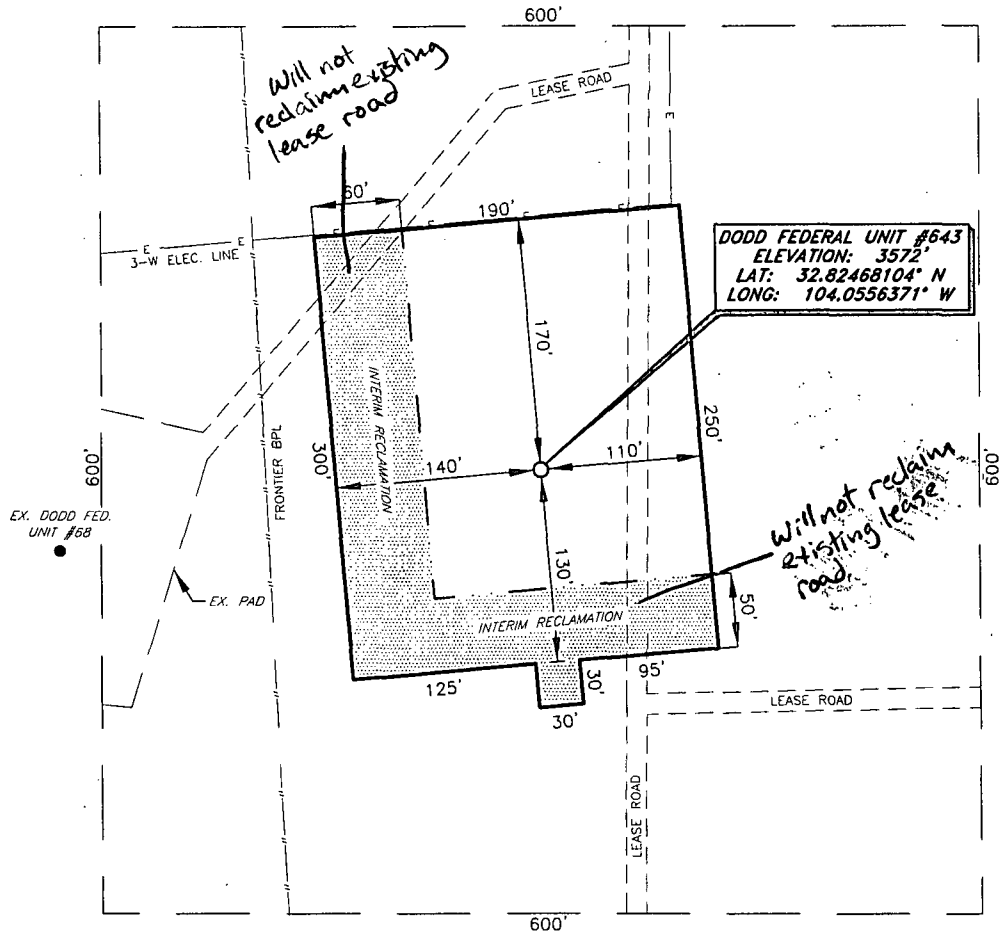 600'
Will not
reclaim existing
lease road
LEASE ROAD
E
60'
190'
E
E
E
E
3-W ELEC. LINE
DODD FEDERAL UNIT #643
ELEVATION: 3572'
LAT: 32.82468104° N
LONG: 104.0556371° W
170'
INTERIM RECLAMATION
FRONTIER BPL
300'
250'
140'
110'
600'
600'
EX. DODD FED.
UNIT #68
Will not reclaim
existing lease
road.
130'
EX. PAD
INTERIM RECLAMATION
50'
125'
30'
95'
30'
LEASE ROAD
LEASE ROAD
600'